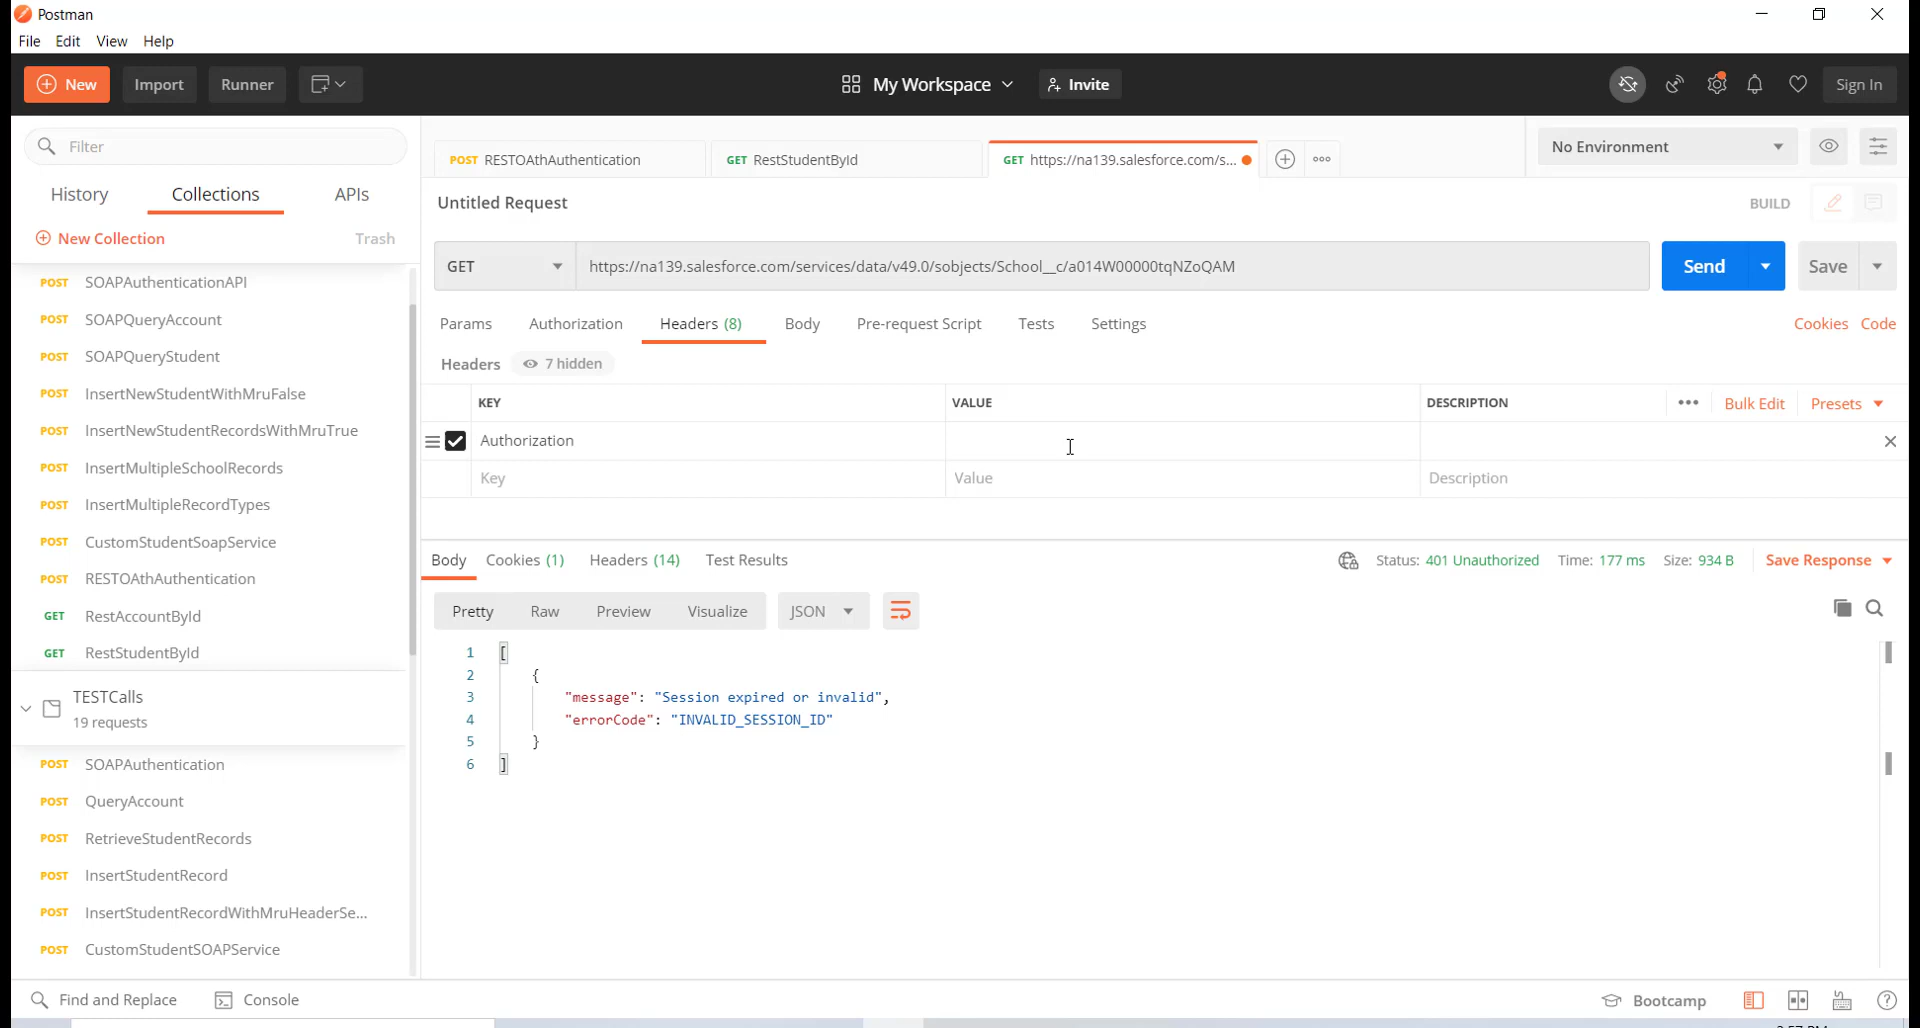 Postman
File Edit View Help
New Import Runner My Workspace Invite Sign In
Filter
History Collections APIs
New Collection Trash
POST SOAPAuthenticationAPI
POST SOAPQueryAccount
POST SOAPQueryStudent
POST InsertNewStudentWithMruFalse
POST InsertNewStudentRecordsWithMruTrue
POST InsertMultipleSchoolRecords
POST InsertMultipleRecordTypes
POST CustomStudentSoapService
POST RESTOAthAuthentication
GET RestAccountById
GET RestStudentById
TESTCalls
19 requests
POST SOAPAuthentication
POST QueryAccount
POST RetrieveStudentRecords
POST InsertStudentRecord
POST InsertStudentRecordWithMruHeaderSe...
POST CustomStudentSOAPService
POST RESTOAthAuthentication GET RestStudentById GET https://na139.salesforce.com/s... No Environment
Untitled Request BUILD
GET https://na139.salesforce.com/services/data/v49.0/sobjects/School__c/a014W00000tqNZoQAM Send Save
Params Authorization Headers (8) Body Pre-request Script Tests Settings Cookies Code
Headers 7 hidden
KEY VALUE DESCRIPTION Bulk Edit Presets
Authorization
Key Value Description
Body Cookies (1) Headers (14) Test Results Status: 401 Unauthorized Time: 177 ms Size: 934 B Save Response
Pretty Raw Preview Visualize JSON
1 [
2 {
3 "message": "Session expired or invalid",
4 "errorCode": "INVALID_SESSION_ID"
5 }
6 ]
Find and Replace Console Bootcamp